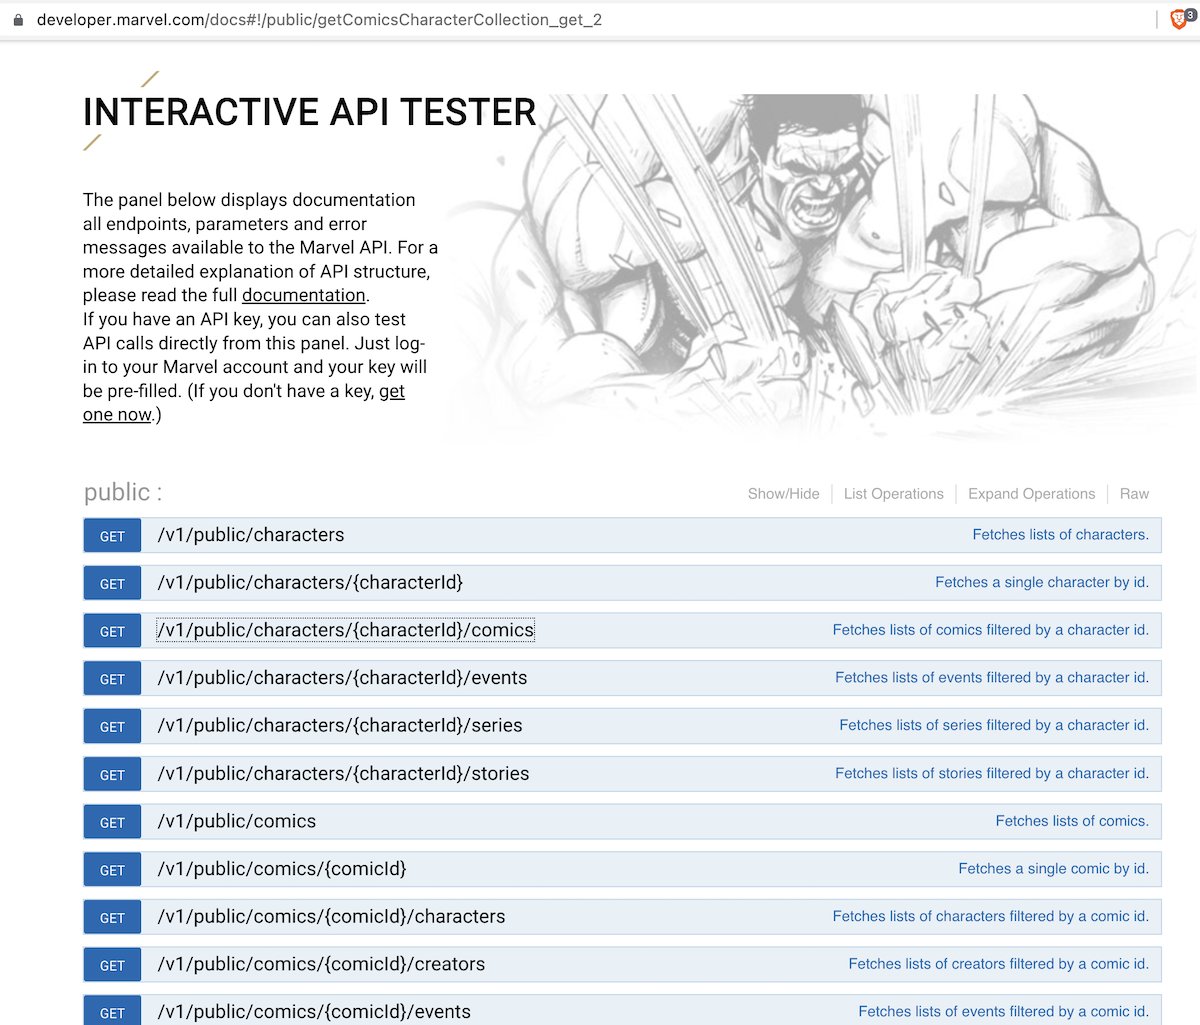 developer.marvel.com/docs#!/public/getComicsCharacterCollection_get_2
3
INTERACTIVE API TESTER
The panel below displays documentation
all endpoints, parameters and error
messages available to the Marvel API. For a
more detailed explanation of API structure,
please read the full documentation.
If you have an API key, you can also test
API calls directly from this panel. Just log-
in to your Marvel account and your key will
be pre-filled. (If you don't have a key, get
one now.)
public :
Show/Hide
List Operations
Expand Operations
Raw
GET /v1/public/characters Fetches lists of characters.
GET /v1/public/characters/{characterId} Fetches a single character by id.
GET /v1/public/characters/{characterId}/comics Fetches lists of comics filtered by a character id.
GET /v1/public/characters/{characterId}/events Fetches lists of events filtered by a character id.
GET /v1/public/characters/{characterId}/series Fetches lists of series filtered by a character id.
GET /v1/public/characters/{characterId}/stories Fetches lists of stories filtered by a character id.
GET /v1/public/comics Fetches lists of comics.
GET /v1/public/comics/{comicId} Fetches a single comic by id.
GET /v1/public/comics/{comicId}/characters Fetches lists of characters filtered by a comic id.
GET /v1/public/comics/{comicId}/creators Fetches lists of creators filtered by a comic id.
GET /v1/public/comics/{comicId}/events Fetches lists of events filtered by a comic id.